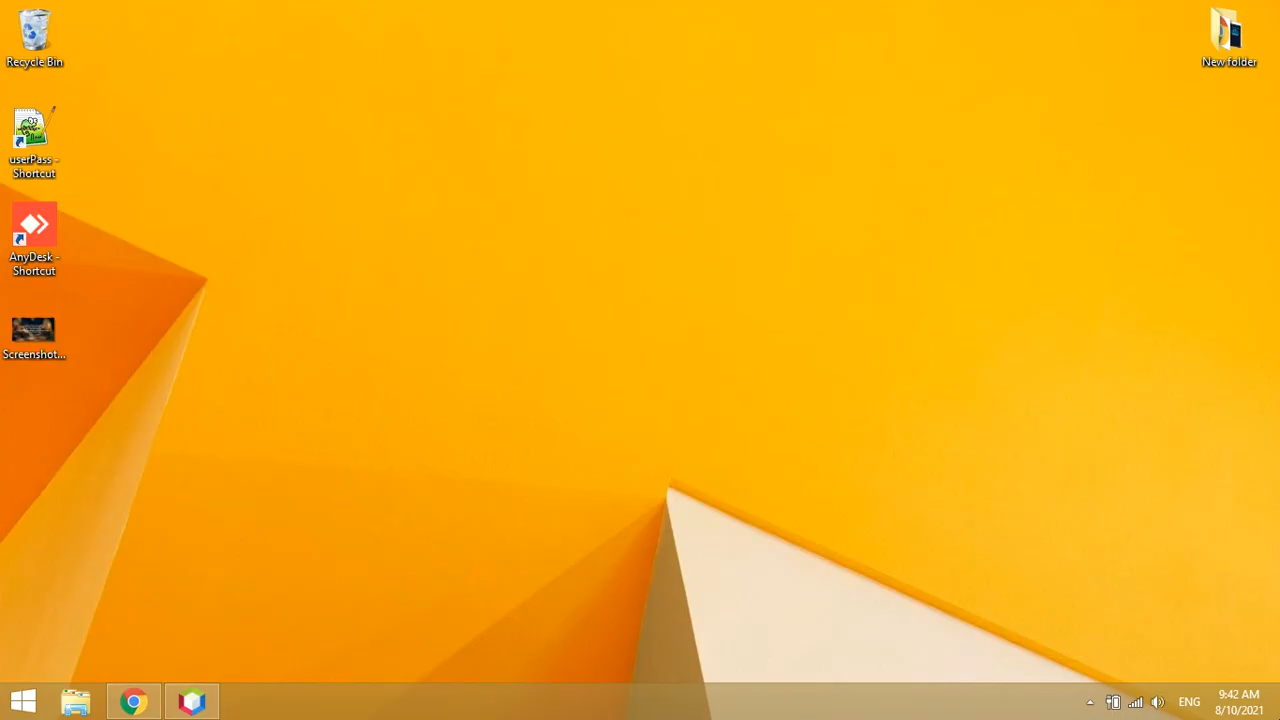 Recycle Bin
New folder
userPass -
Shortcut
AnyDesk -
Shortcut
Screenshot...
ENG
9:42 AM
8/10/2021